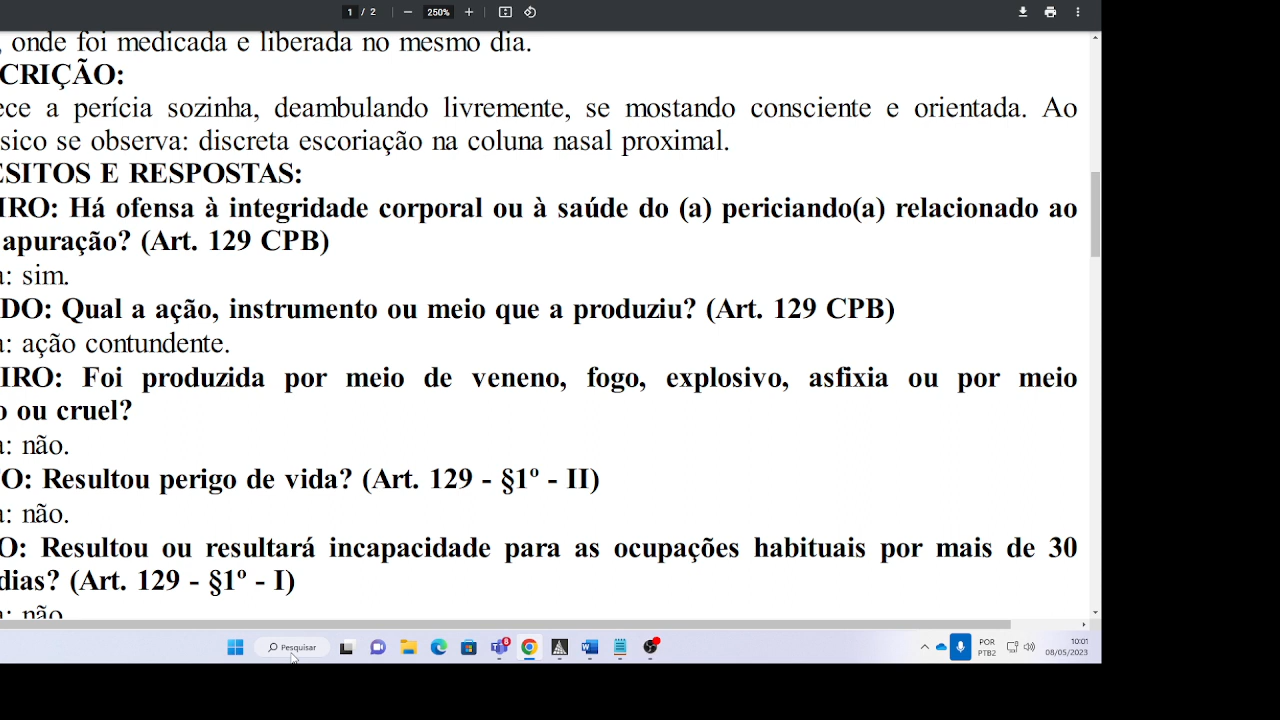 1 / 2 — 250% +
, onde foi medicada e liberada no mesmo dia.
CRIÇÃO:
ece a perícia sozinha, deambulando livremente, se mostando consciente e orientada. Ao
sico se observa: discreta escoriação na coluna nasal proximal.
ESITOS E RESPOSTAS:
IRO: Há ofensa à integridade corporal ou à saúde do (a) periciando(a) relacionado ao
apuração? (Art. 129 CPB)
a: sim.
DO: Qual a ação, instrumento ou meio que a produziu? (Art. 129 CPB)
a: ação contundente.
IRO: Foi produzida por meio de veneno, fogo, explosivo, asfixia ou por meio
o ou cruel?
a: não.
O: Resultou perigo de vida? (Art. 129 - §1º - II)
a: não.
O: Resultou ou resultará incapacidade para as ocupações habituais por mais de 30
dias? (Art. 129 - §1º - I)
a: não
Pesquisar
8
POR
PTB2
10:01
08/05/2023